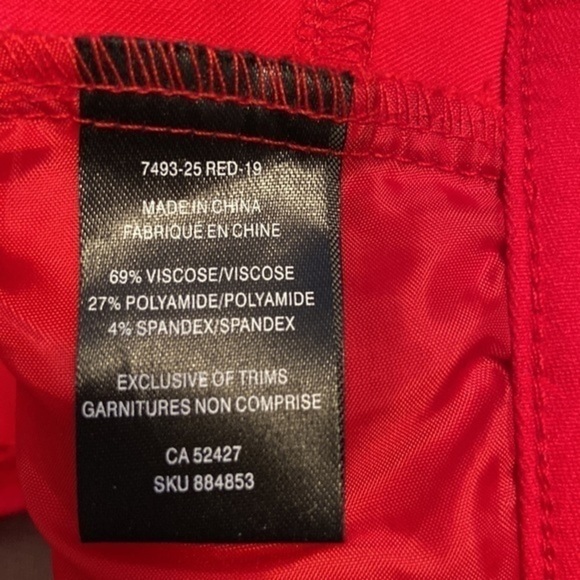 7493-25 RED-19
MADE IN CHINA
FABRIQUE EN CHINE
69% VISCOSE/VISCOSE
27% POLYAMIDE/POLYAMIDE
4% SPANDEX/SPANDEX
EXCLUSIVE OF TRIMS
GARNITURES NON COMPRISE
CA 52427
SKU 884853